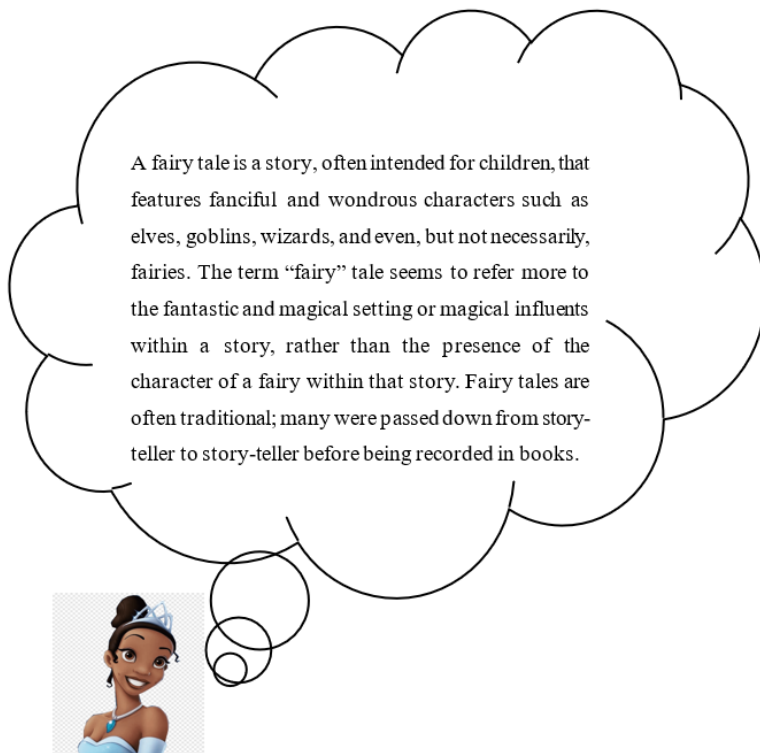 A fairy tale is a story, often intended for children, that
features fanciful and wondrous characters such as
elves, goblins, wizards, and even, but not necessarily,
fairies. The term “fairy” tale seems to refer more to
the fantastic and magical setting or magical influents
within a story, rather than the presence of the
character of a fairy within that story. Fairy tales are
often traditional; many were passed down from story-
teller to story-teller before being recorded in books.